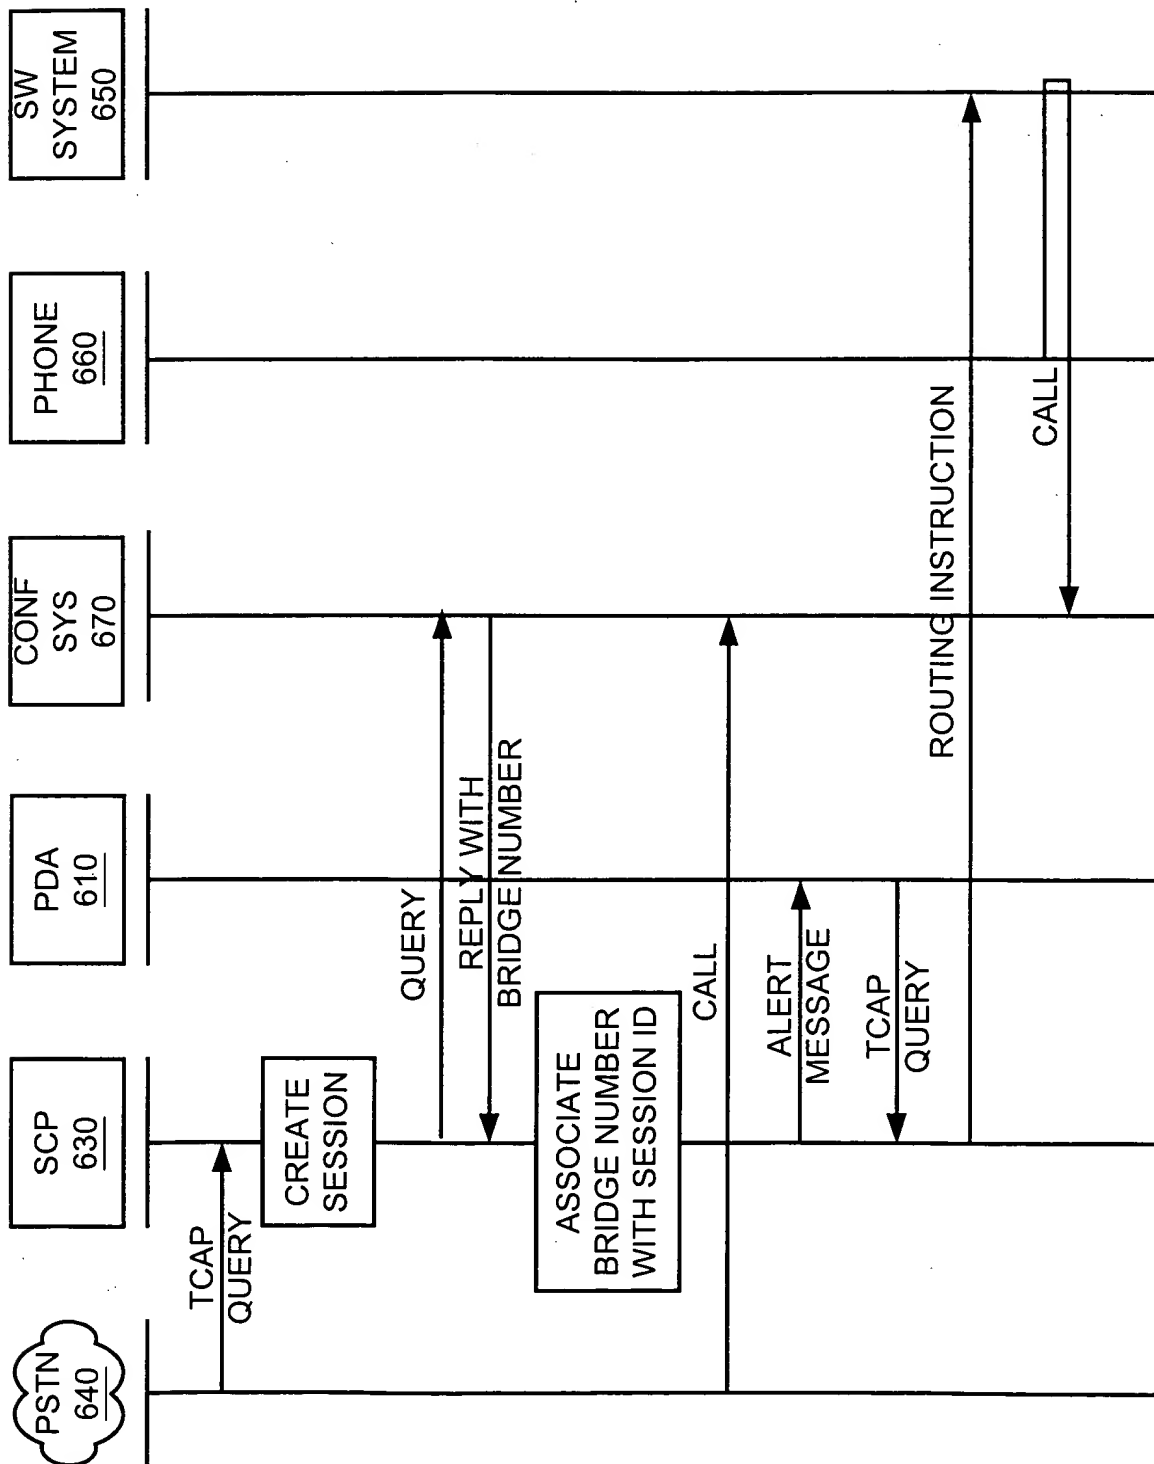 PSTN
640
SCP
630
PDA
610
CONF
SYS
670
PHONE
660
SW
SYSTEM
650
TCAP
QUERY
CREATE
SESSION
QUERY
REPLY WITH
BRIDGE NUMBER
ASSOCIATE
BRIDGE NUMBER
WITH SESSION ID
CALL
ALERT
MESSAGE
TCAP
QUERY
ROUTING INSTRUCTION
CALL